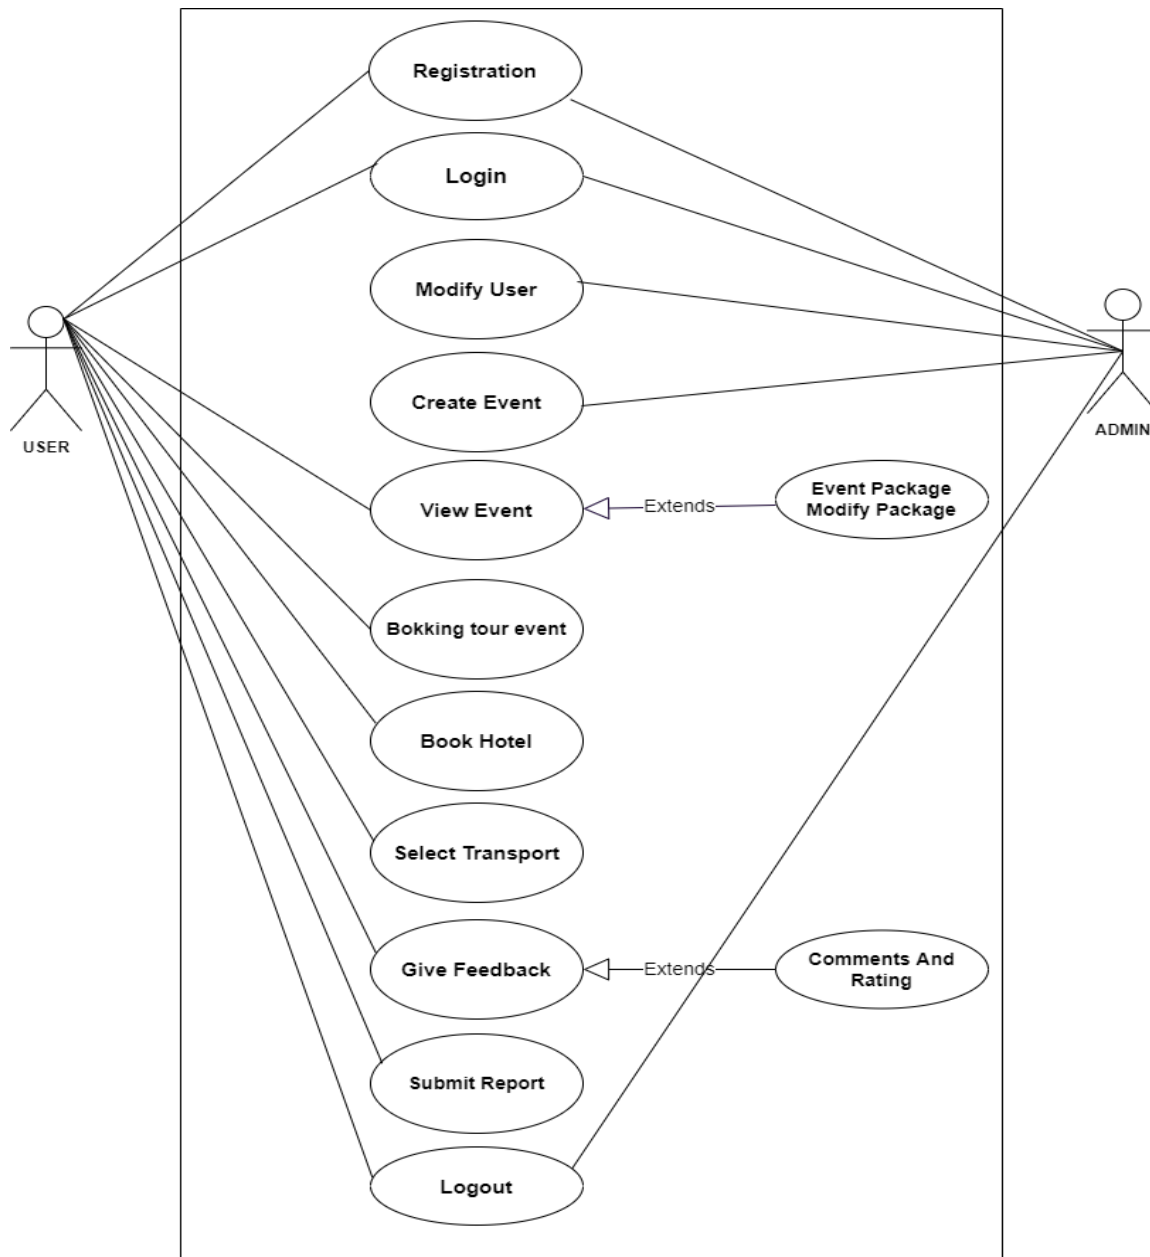 Registration
Login
Modify User
Create Event
USER
ADMIN
View Event
Extends
Event Package
Modify Package
Bokking tour event
Book Hotel
Select Transport
Give Feedback
Extends
Comments And
Rating
Submit Report
Logout